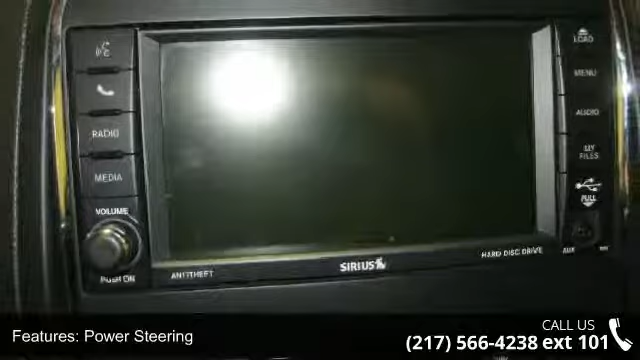 LOAD
MENU
RADIO
AUDIO
MEDIA
MY
FILES
VOLUME
PULL
PUSH ON
ANTITHEFT
SIRIUS
HARD DISC DRIVE
AUX
Features: Power Steering
CALL US
(217) 566-4238 ext 101